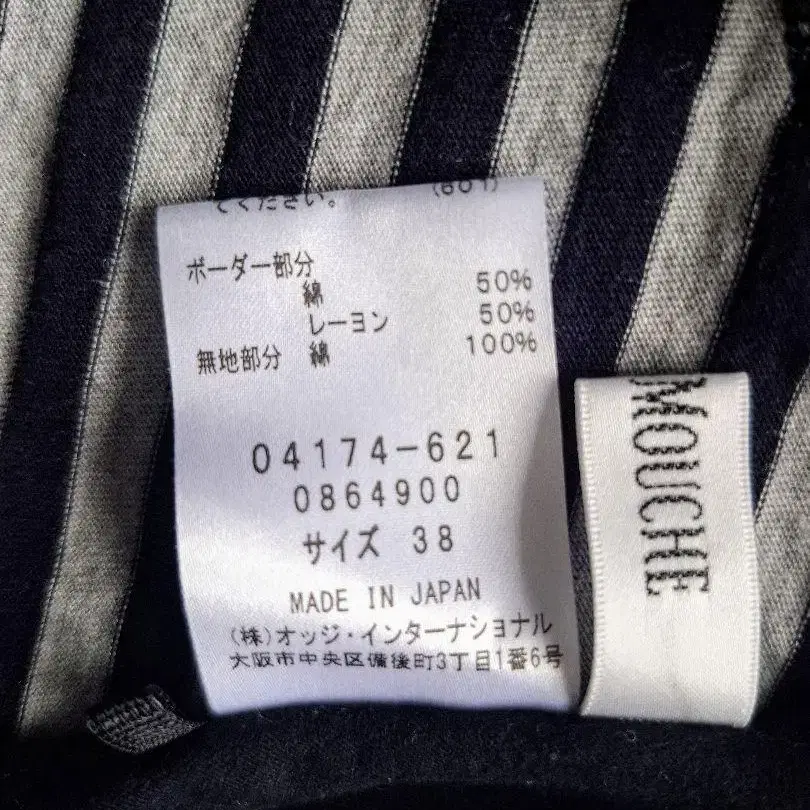 てください。 (601)
ボーダー部分
綿 50%
レーヨン 50%
無地部分 綿 100%
04174-621
0864900
サイズ 38
MADE IN JAPAN
(株)オッジ・インターナショナル
大阪市中央区備後町3丁目1番6号
MOUCHE